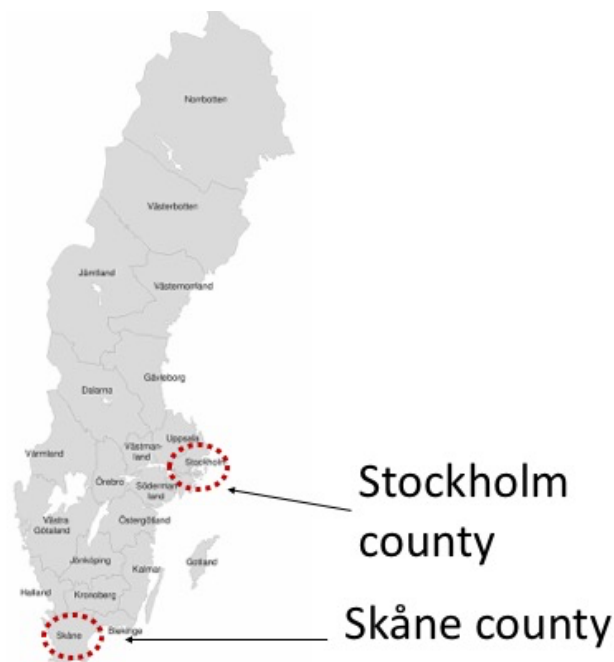 Norrbotten
Västerbotten
Jämtland
Västernorrland
Gävleborg
Dalarna
Uppsala
Värmland
Västman-
land
Stockholm
Örebro
Söderman
land
Västra
Götaland
Östergötland
Jönköping
Gotland
Kalmar
Halland
Kronoberg
Skåne
Blekinge
Stockholm
county
Skåne county